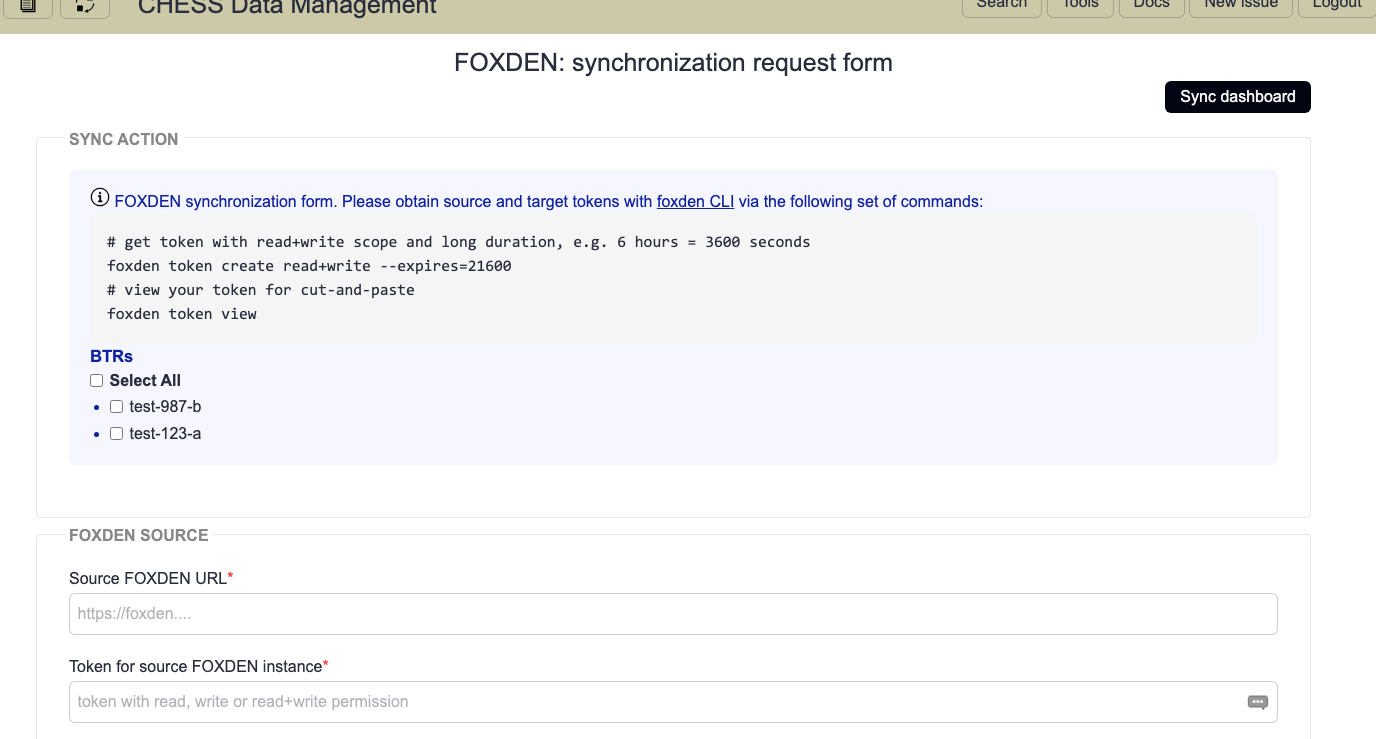 CHESS Data Management
Search Tools Docs New Issue Logout
FOXDEN: synchronization request form
Sync dashboard
SYNC ACTION
FOXDEN synchronization form. Please obtain source and target tokens with foxden CLI via the following set of commands:
# get token with read+write scope and long duration, e.g. 6 hours = 3600 seconds
foxden token create read+write --expires=21600
# view your token for cut-and-paste
foxden token view
BTRs
Select All
test-987-b
test-123-a
FOXDEN SOURCE
Source FOXDEN URL*
https://foxden....
Token for source FOXDEN instance*
token with read, write or read+write permission